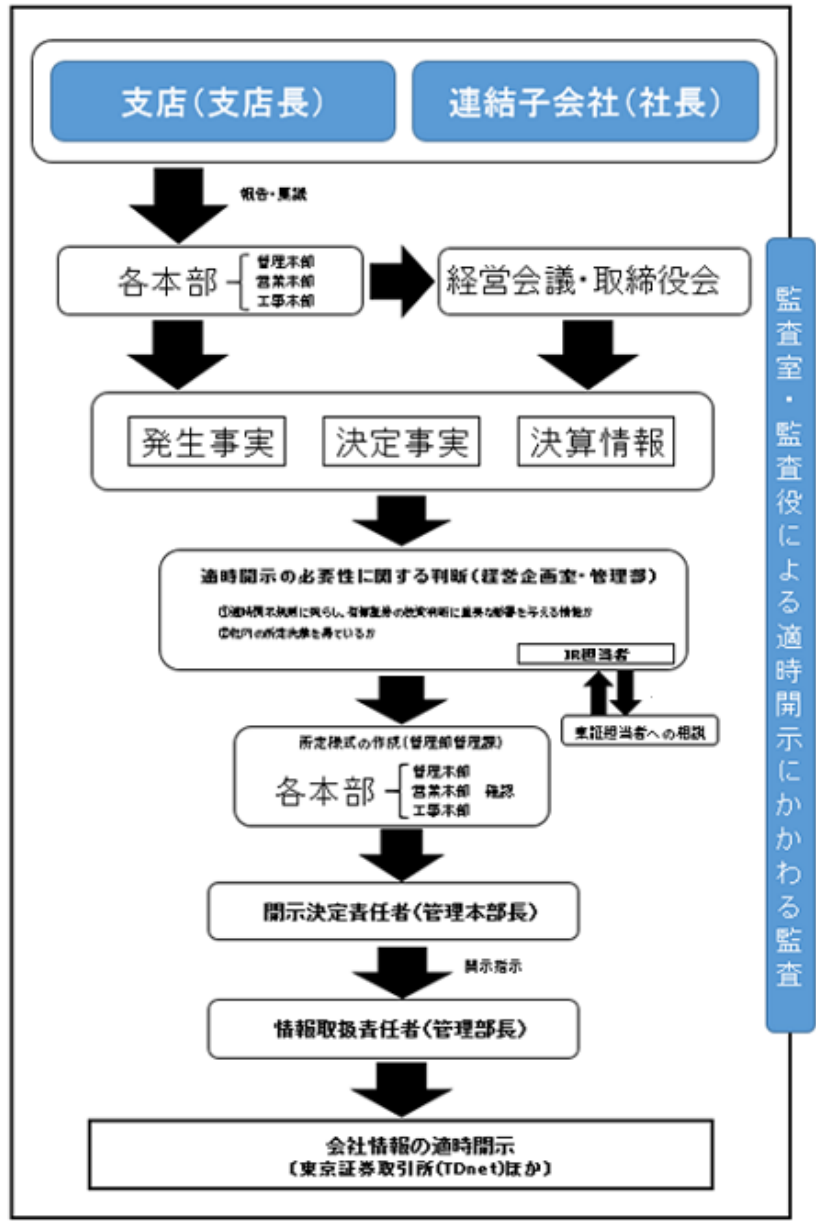 支店(支店長)
連結子会社(社長)
報告・稟議
各本部
管理本部
営業本部
工事本部
経営会議・取締役会
発生事実
決定事実
決算情報
適時開示の必要性に関する判断(経営企画室・管理部)
①適時開示規則に照らし、有価証券の投資判断に重要な影響を与える情報か
②社内の所定決裁を得ているか
IR担当者
東証担当者への相談
所定様式の作成(管理部管理課)
各本部
管理本部
営業本部 確認
工事本部
開示決定責任者(管理本部長)
開示指示
情報取扱責任者(管理部長)
会社情報の適時開示
〔東京証券取引所(TDnet)ほか〕
監査室・監査役による適時開示にかかわる監査